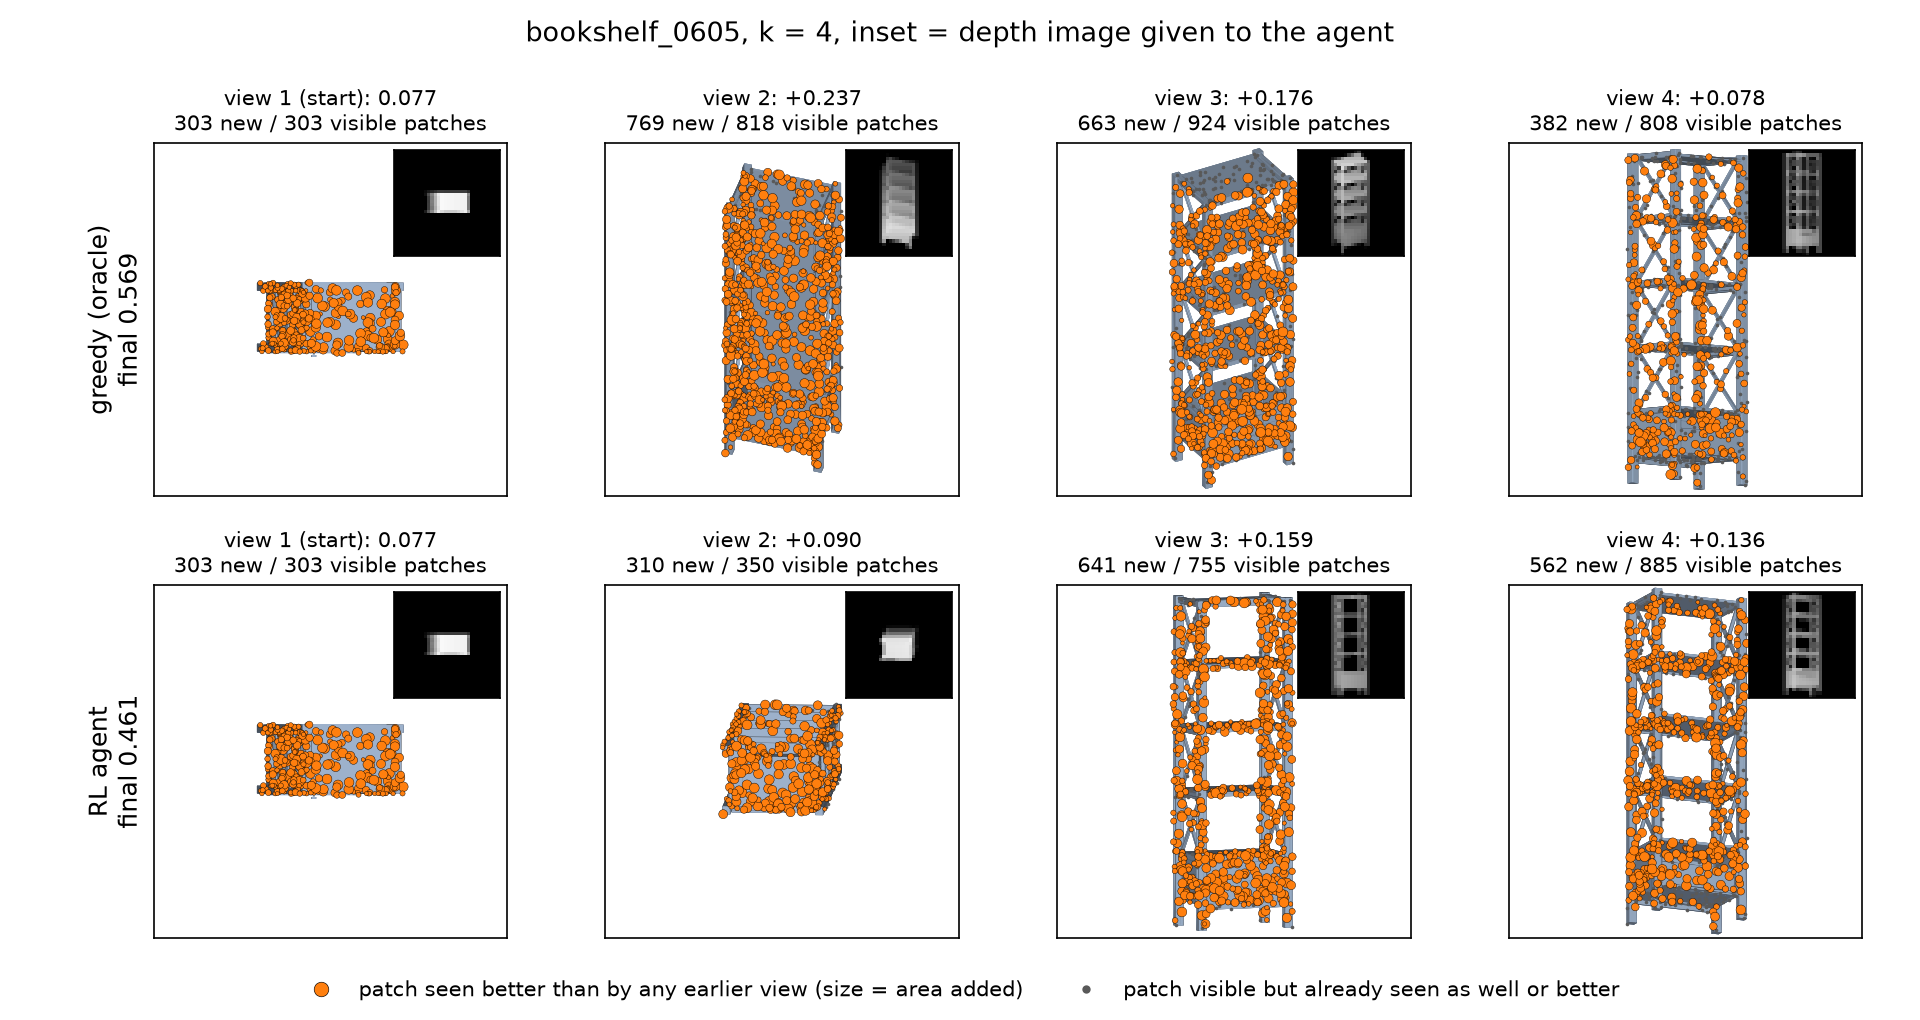 bookshelf_0605, k = 4, inset = depth image given to the agent
view 1 (start): 0.077
303 new / 303 visible patches
view 2: +0.237
769 new / 818 visible patches
view 3: +0.176
663 new / 924 visible patches
view 4: +0.078
382 new / 808 visible patches
greedy (oracle)
final 0.569
view 1 (start): 0.077
303 new / 303 visible patches
view 2: +0.090
310 new / 350 visible patches
view 3: +0.159
641 new / 755 visible patches
view 4: +0.136
562 new / 885 visible patches
RL agent
final 0.461
patch seen better than by any earlier view (size = area added)
patch visible but already seen as well or better